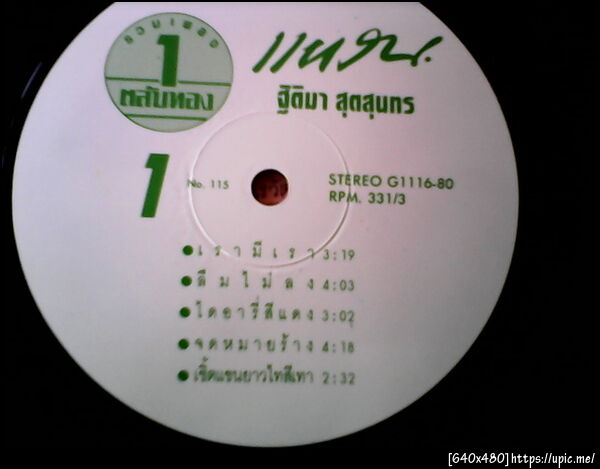 รวมเพลง
1
ตลับทอง
แหวน.
ฐิติมา สุตสุนทร
1
No. 115
STEREO G1116-80
RPM. 331/3
เรามีเรา 3:19
ลืมไม่ลง 4:03
ไดอารี่สีแดง 3:02
จดหมายร้าง 4:18
เชิ้ตแขนยาวไทสีเทา 2:32
[640x480]https://upic.me/